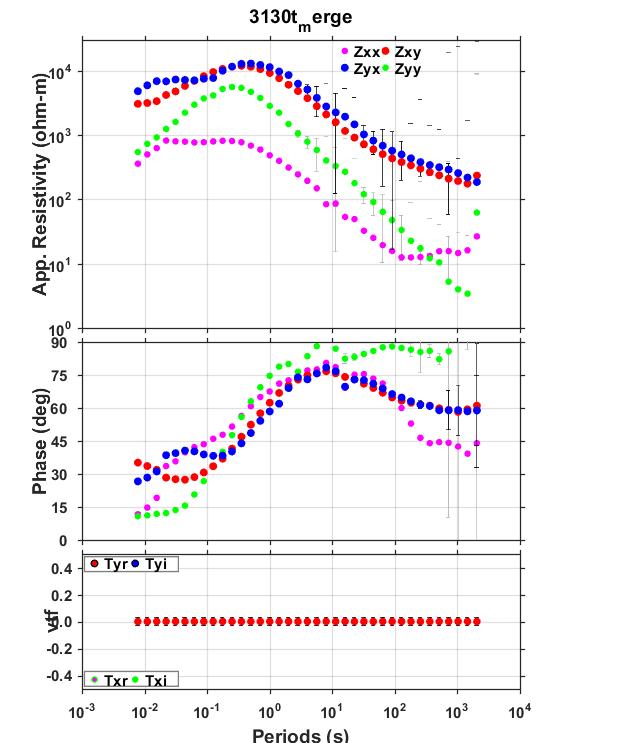 3130t_merge
Zxx Zxy
Zyx Zyy
App. Resistivity (ohm-m)
10^4
10^3
10^2
10^1
10^0
Phase (deg)
90
75
60
45
30
15
0
vtf
0.4
0.2
0.0
-0.2
-0.4
Tyr Tyi
Txr Txi
10^-3 10^-2 10^-1 10^0 10^1 10^2 10^3 10^4
Periods (s)